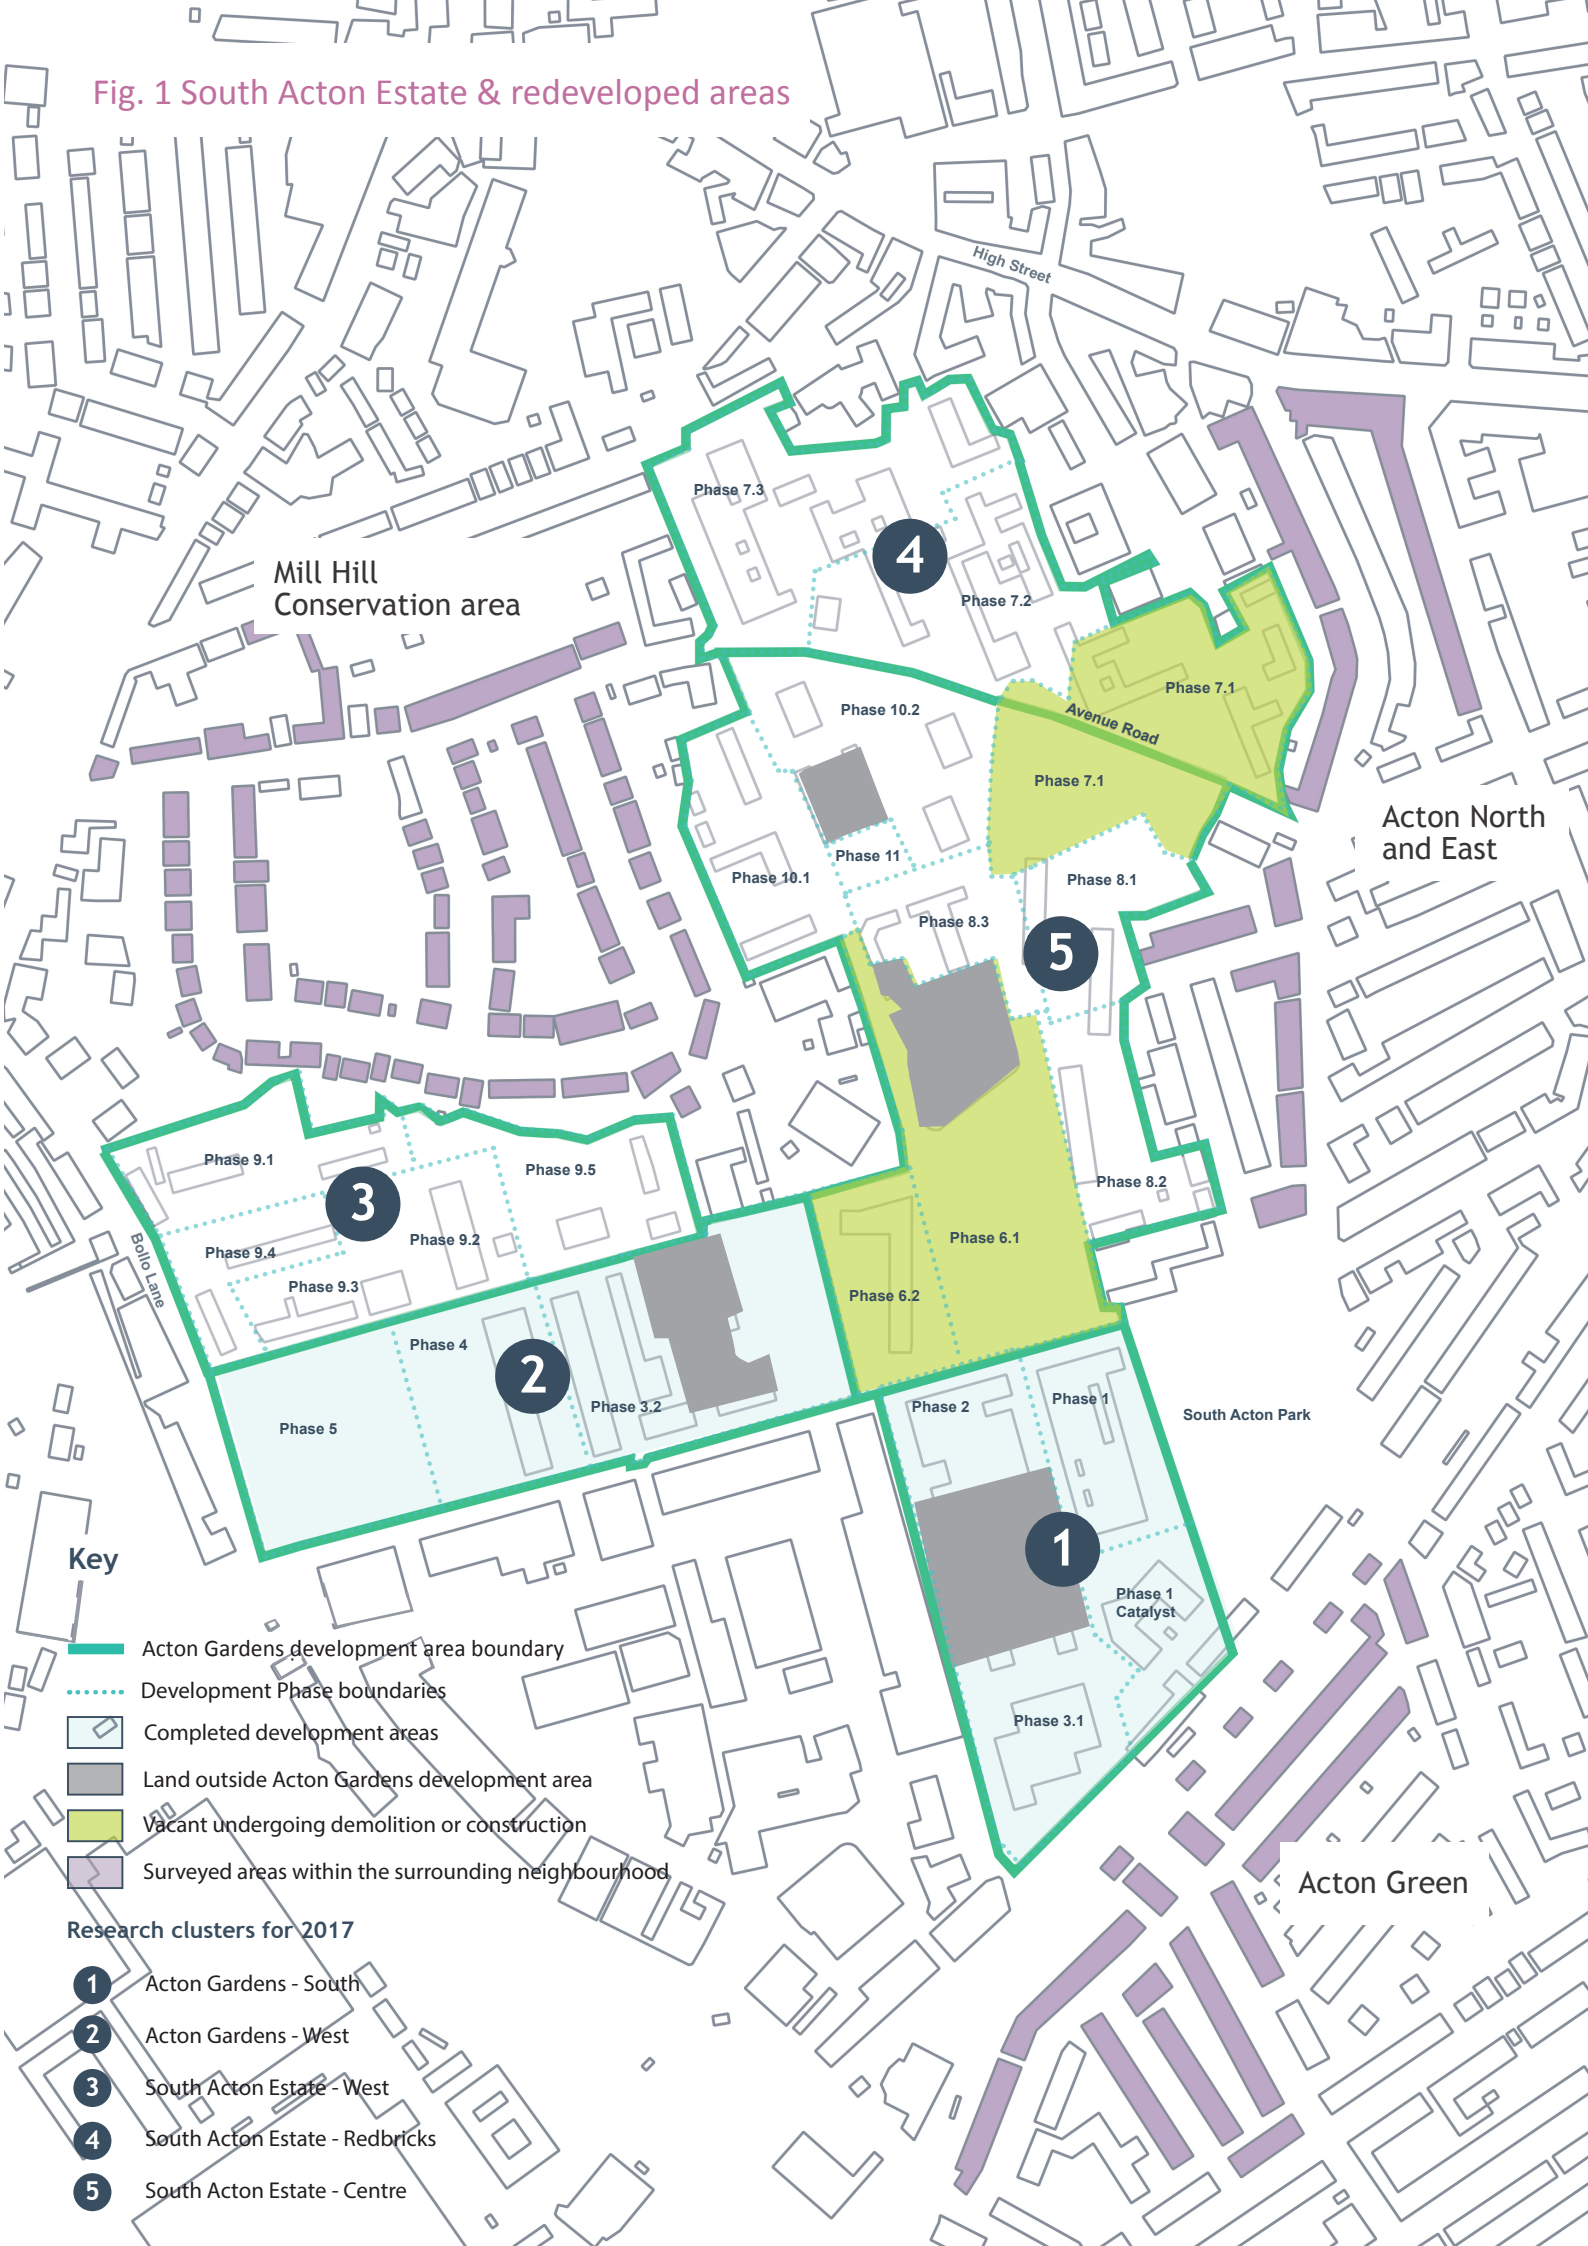 Fig. 1 South Acton Estate & redeveloped areas
High Street
Phase 7.3
4
Mill Hill
Conservation area
Phase 7.2
Phase 7.1
Phase 10.2
Avenue Road
Phase 7.1
Acton North
and East
Phase 11
Phase 10.1
Phase 8.1
Phase 8.3
5
Phase 9.1
Phase 9.5
3
Phase 8.2
Phase 9.2
Phase 6.1
Phase 9.4
Bollo Lane
Phase 9.3
Phase 6.2
Phase 4
2
Phase 3.2
Phase 2
Phase 1
South Acton Park
Phase 5
1
Phase 1
Catalyst
Phase 3.1
Acton Green
Key
Acton Gardens development area boundary
Development Phase boundaries
Completed development areas
Land outside Acton Gardens development area
Vacant undergoing demolition or construction
Surveyed areas within the surrounding neighbourhood
Research clusters for 2017
1 Acton Gardens - South
2 Acton Gardens - West
3 South Acton Estate - West
4 South Acton Estate - Redbricks
5 South Acton Estate - Centre